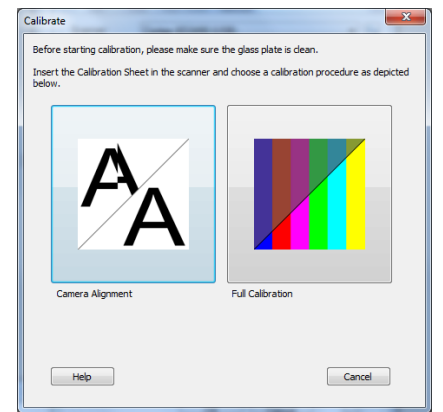 Calibrate
Before starting calibration, please make sure the glass plate is clean.
Insert the Calibration Sheet in the scanner and choose a calibration procedure as depicted
below.
A
A
Camera Alignment
Full Calibration
Help
Cancel